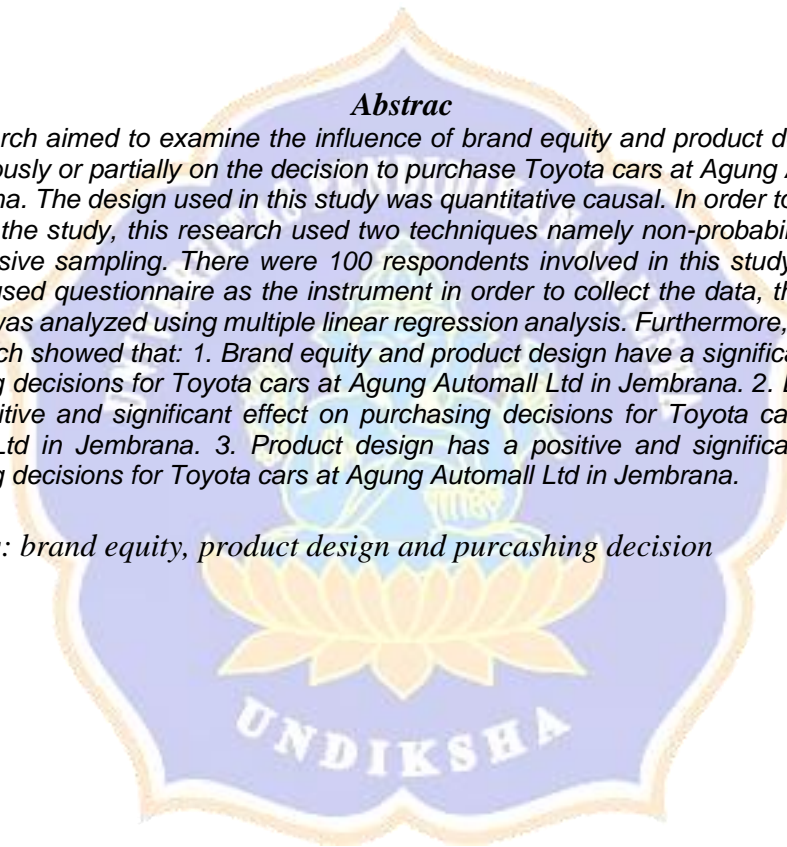 Abstrac
arch aimed to examine the influence of brand equity and product d
ously or partially on the decision to purchase Toyota cars at Agung A
na. The design used in this study was quantitative causal. In order to
the study, this research used two techniques namely non-probabil
sive sampling. There were 100 respondents involved in this study
used questionnaire as the instrument in order to collect the data, th
was analyzed using multiple linear regression analysis. Furthermore,
ch showed that: 1. Brand equity and product design have a significa
g decisions for Toyota cars at Agung Automall Ltd in Jembrana. 2. B
itive and significant effect on purchasing decisions for Toyota ca
Ltd in Jembrana. 3. Product design has a positive and significa
g decisions for Toyota cars at Agung Automall Ltd in Jembrana.
: brand equity, product design and purcashing decision
UNDIKSHA